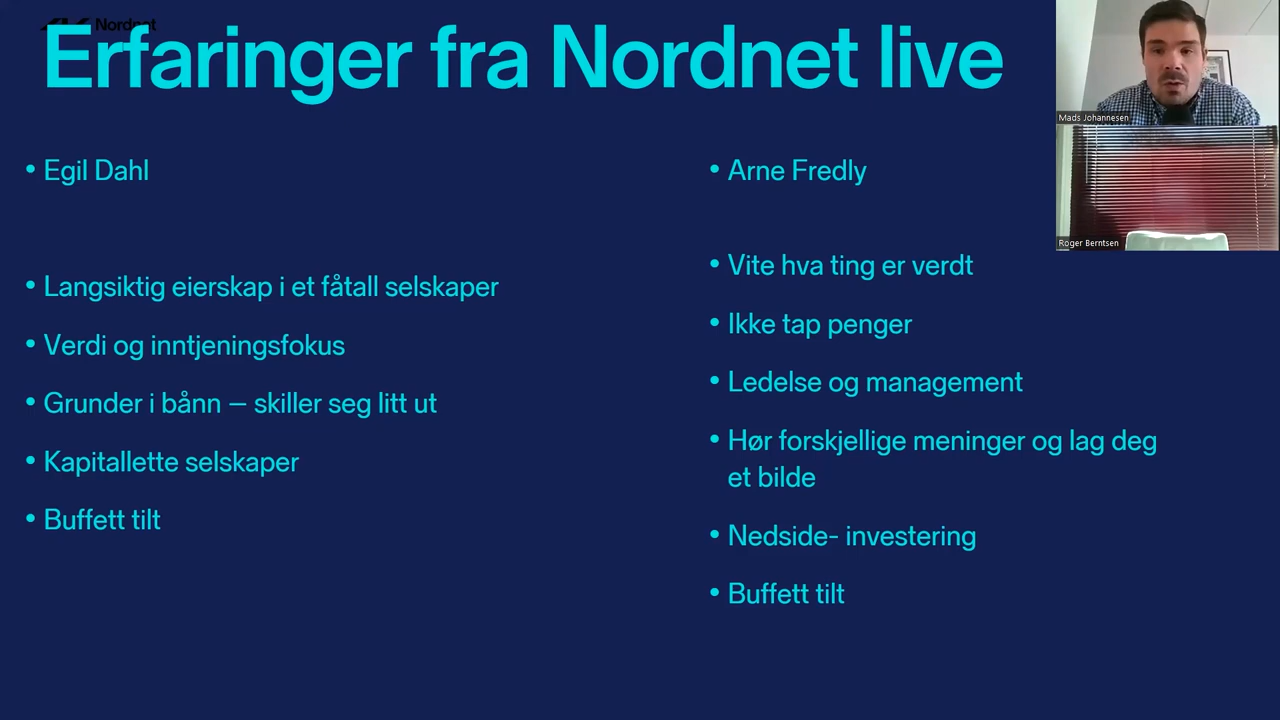 Nordnet
Erfaringer fra Nordnet live
• Egil Dahl
• Langsiktig eierskap i et fåtall selskaper
• Verdi og inntjeningsfokus
• Grunder i bånn – skiller seg litt ut
• Kapitallette selskaper
• Buffett tilt
• Arne Fredly
• Vite hva ting er verdt
• Ikke tap penger
• Ledelse og management
• Hør forskjellige meninger og lag deg
et bilde
• Nedside- investering
• Buffett tilt
Mads Johannesen
Roger Berntsen